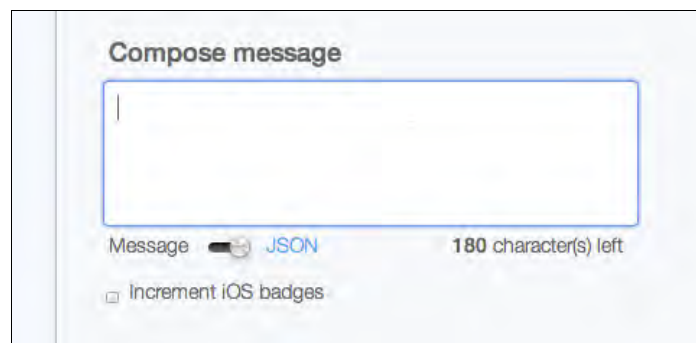 Compose message
Message JSON 180 character(s) left
Increment iOS badges